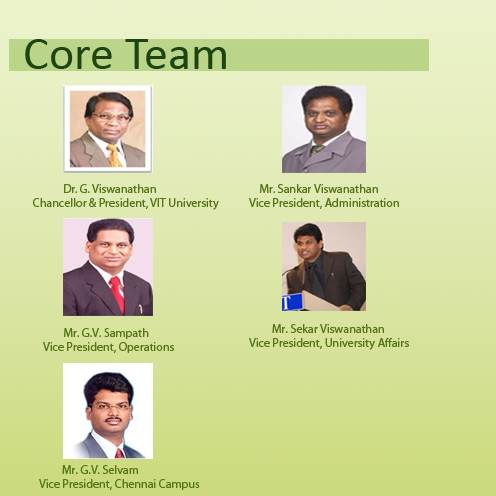 Core Team
Dr. G. Viswanathan
Chancellor & President, VIT University
Mr. Sankar Viswanathan
Vice President, Administration
Mr. G.V. Sampath
Vice President, Operations
Mr. Sekar Viswanathan
Vice President, University Affairs
Mr. G.V. Selvam
Vice President, Chennai Campus